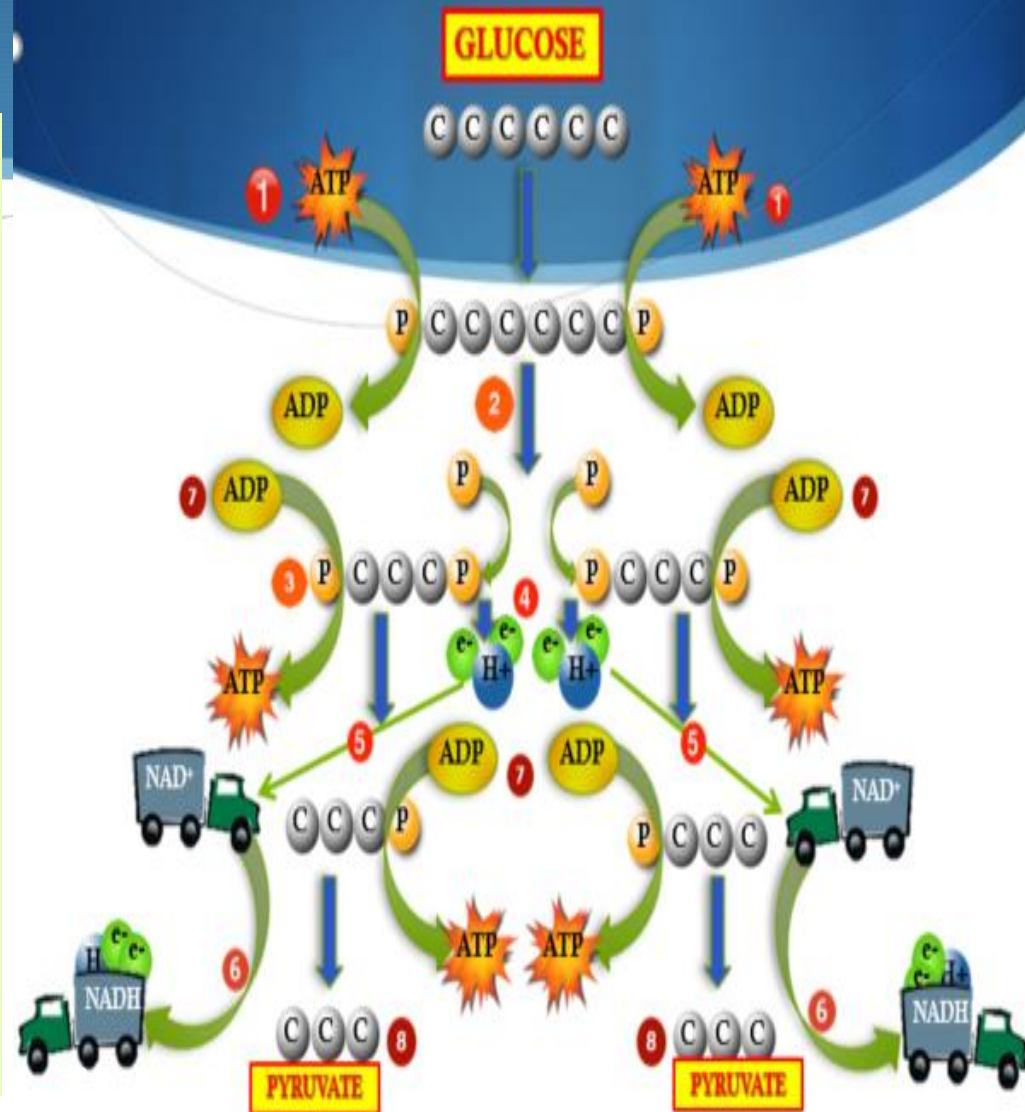 GLUCOSE
C C C C C C
1 ATP ATP 1
P C C C C C C P
2
ADP ADP
P P
7 ADP ADP 7
3 P C C C P P C C C P
4
e- e- e- e-
H+ H+
ATP ATP
5 5
ADP 7 ADP
NAD+ NAD+
C C C P P C C C
ATP ATP
6 6
H e- e- e- e- H+
NADH NADH
C C C 8 8 C C C
PYRUVATE PYRUVATE